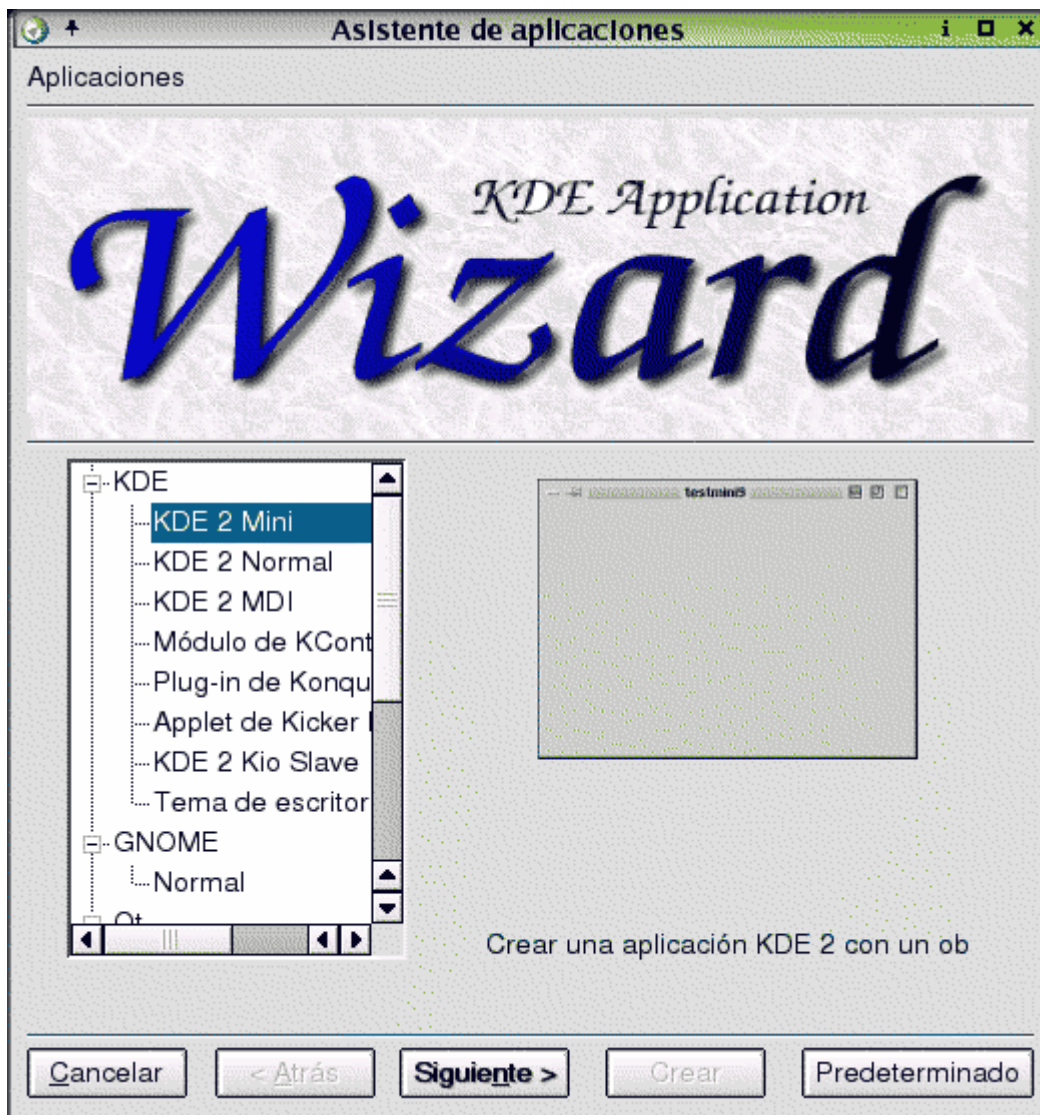 Asistente de aplicaciones
Aplicaciones
KDE Application
Wizard
KDE
KDE 2 Mini
KDE 2 Normal
KDE 2 MDI
Módulo de KCont
Plug-in de Konqu
Applet de Kicker
KDE 2 Kio Slave
Tema de escritor
GNOME
Normal
Qt
testmini5
Crear una aplicación KDE 2 con un ob
Cancelar
< Atrás
Siguiente >
Crear
Predeterminado